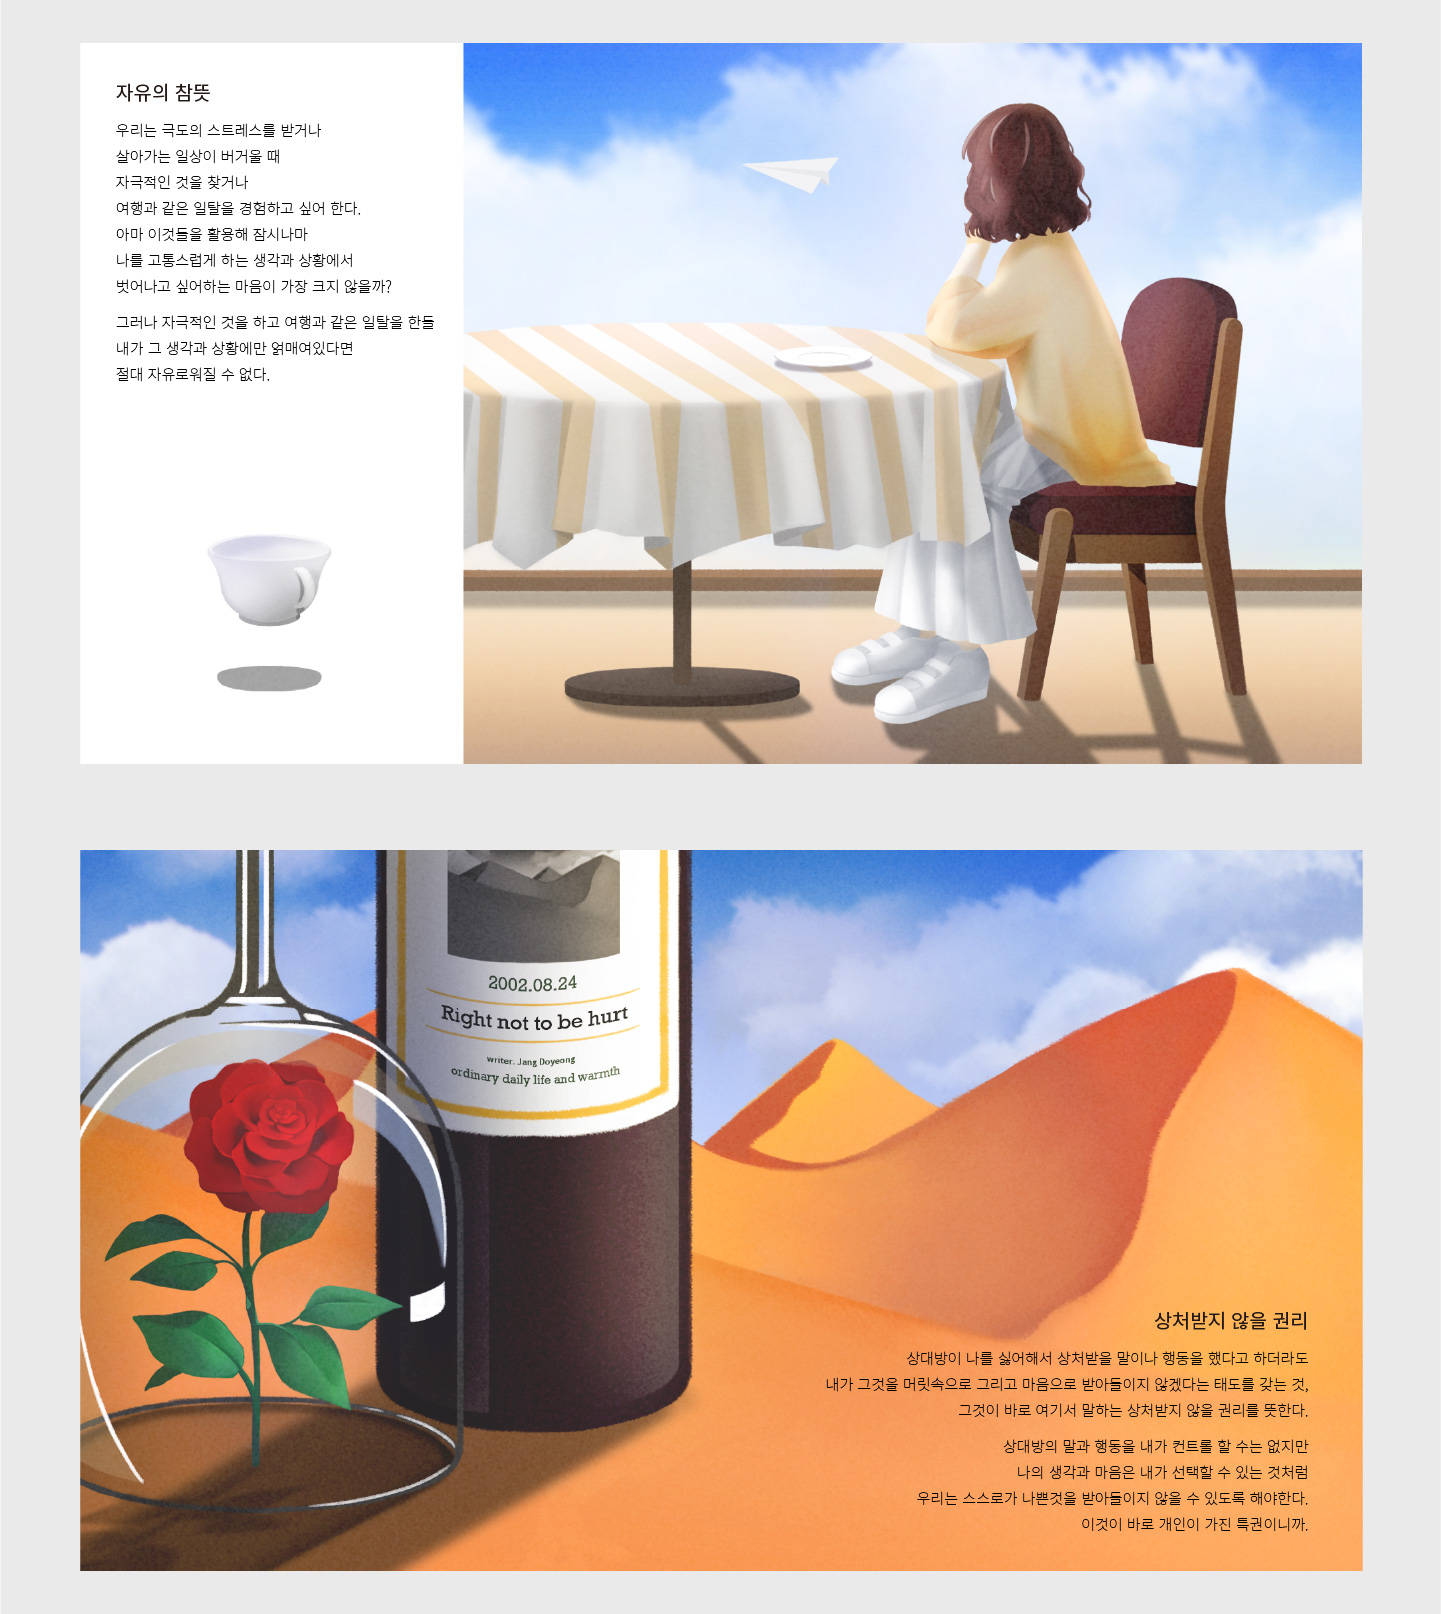 자유의 참뜻
우리는 극도의 스트레스를 받거나
살아가는 일상이 버거울 때
자극적인 것을 찾거나
여행과 같은 일탈을 경험하고 싶어 한다.
아마 이것들을 활용해 잠시나마
나를 고통스럽게 하는 생각과 상황에서
벗어나고 싶어하는 마음이 가장 크지 않을까?
그러나 자극적인 것을 하고 여행과 같은 일탈을 한들
내가 그 생각과 상황에만 얽매여있다면
절대 자유로워질 수 없다.
2002.08.24
Right not to be hurt
writer. Jang Doyeong
ordinary daily life and warmth
상처받지 않을 권리
상대방이 나를 싫어해서 상처받을 말이나 행동을 했다고 하더라도
내가 그것을 머릿속으로 그리고 마음으로 받아들이지 않겠다는 태도를 갖는 것,
그것이 바로 여기서 말하는 상처받지 않을 권리를 뜻한다.
상대방의 말과 행동을 내가 컨트롤 할 수는 없지만
나의 생각과 마음은 내가 선택할 수 있는 것처럼
우리는 스스로가 나쁜것을 받아들이지 않을 수 있도록 해야한다.
이것이 바로 개인이 가진 특권이니까.